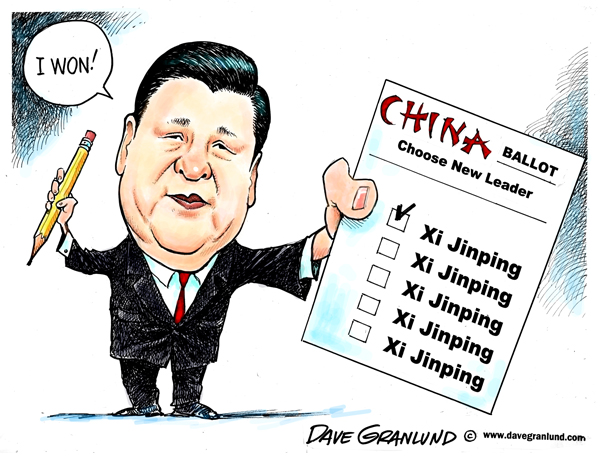 I WON!
CHINA BALLOT
Choose New Leader
Xi Jinping
Xi Jinping
Xi Jinping
Xi Jinping
Xi Jinping
DAVE GRANLUND © www.davegranlund.com